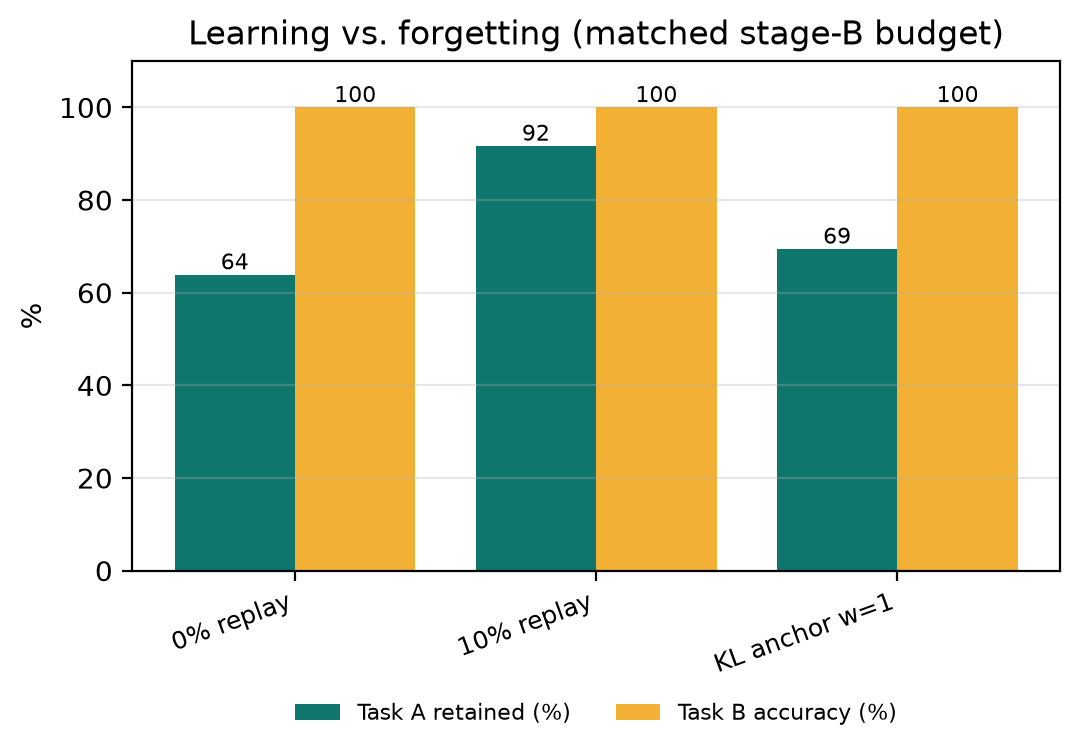 Learning vs. forgetting (matched stage-B budget)
%
100
80
60
40
20
0
64
100
92
100
69
100
0% replay
10% replay
KL anchor w=1
Task A retained (%)
Task B accuracy (%)